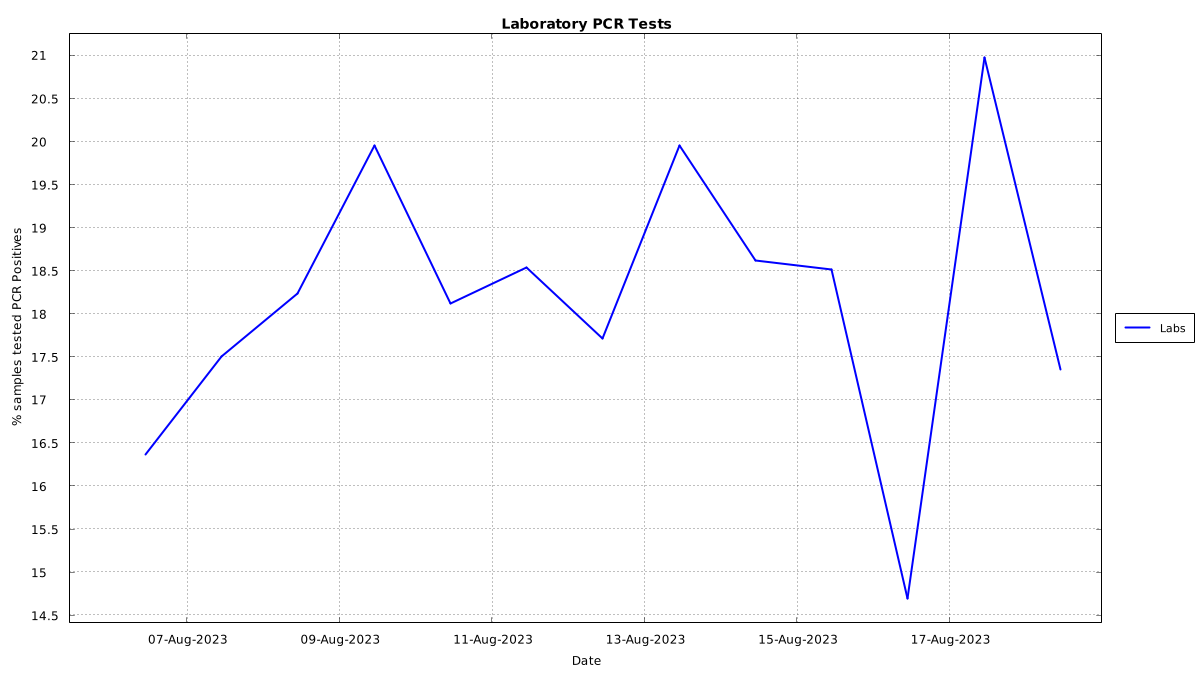 Laboratory PCR Tests
% samples tested PCR Positives
21
20.5
20
19.5
19
18.5
18
17.5
17
16.5
16
15.5
15
14.5
07-Aug-2023 09-Aug-2023 11-Aug-2023 13-Aug-2023 15-Aug-2023 17-Aug-2023
Date
Labs